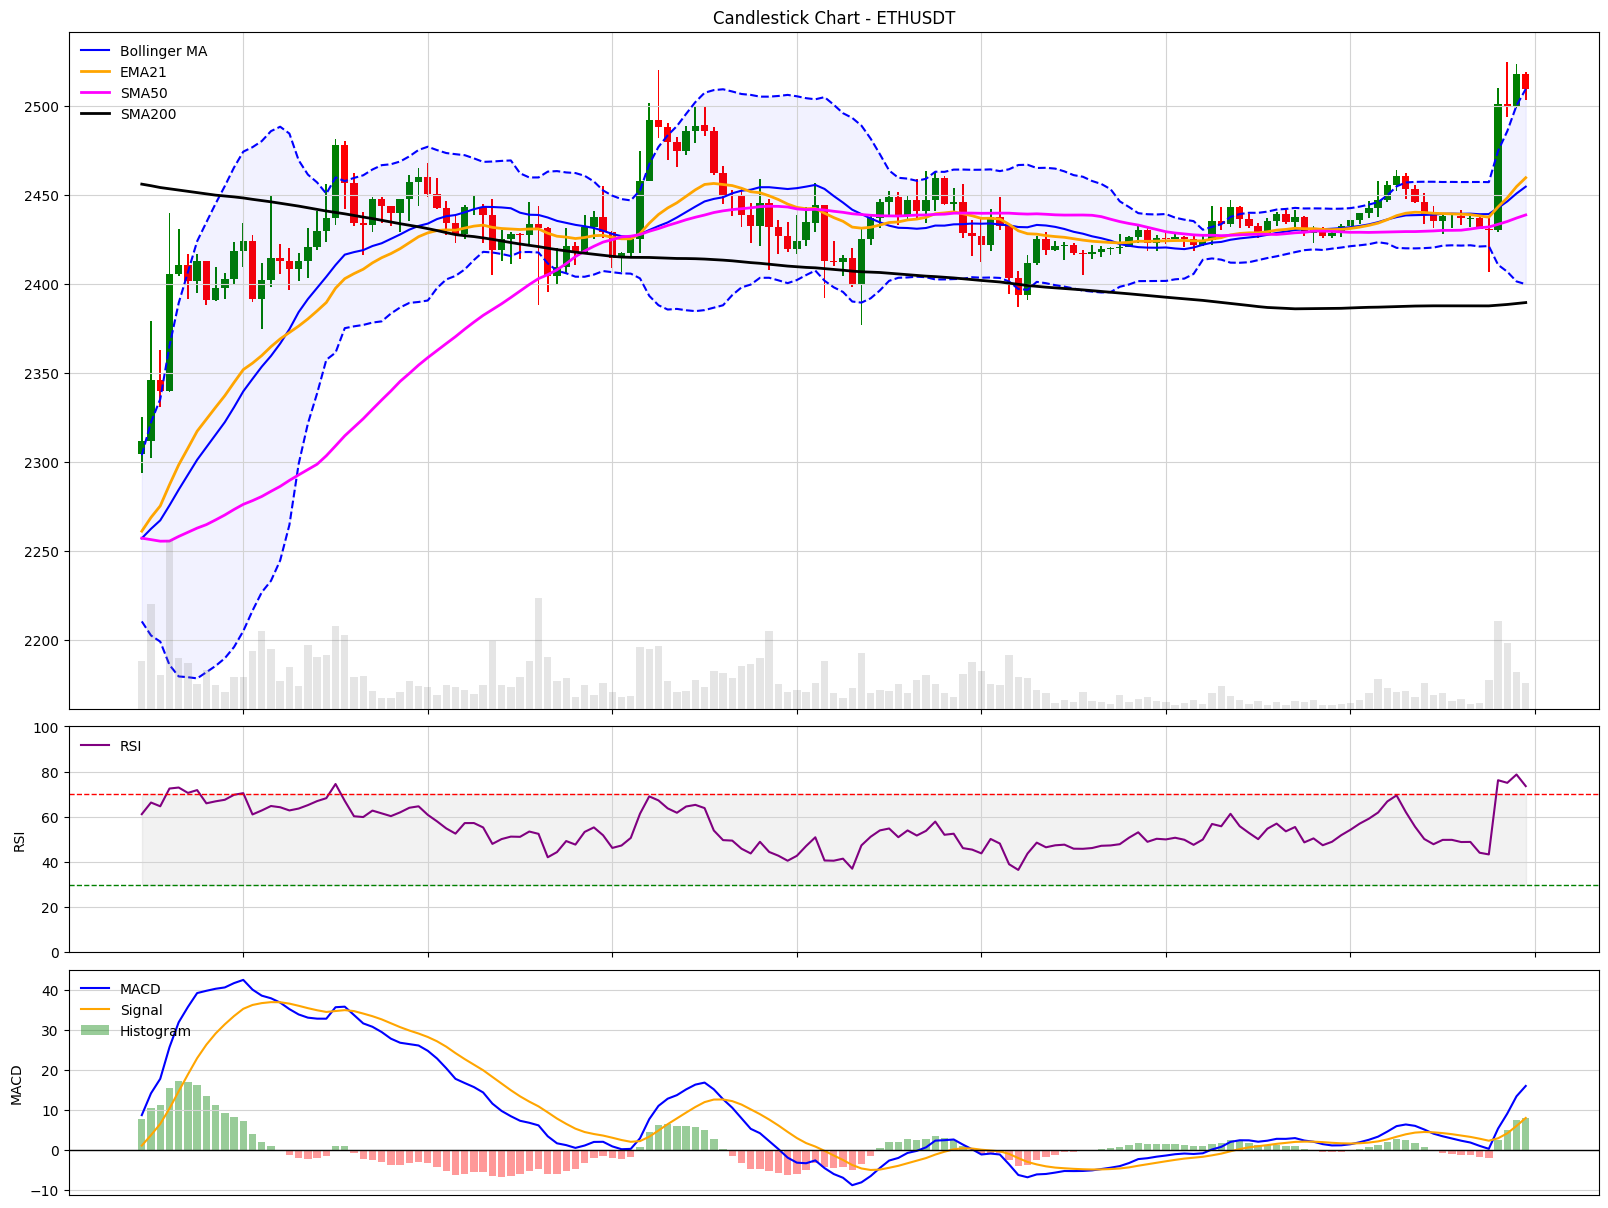 Candlestick Chart - ETHUSDT
Bollinger MA
EMA21
SMA50
SMA200
2500
2450
2400
2350
2300
2250
2200
100
80
60
40
20
0
RSI
RSI
40
30
20
10
0
−10
MACD
MACD
Signal
Histogram